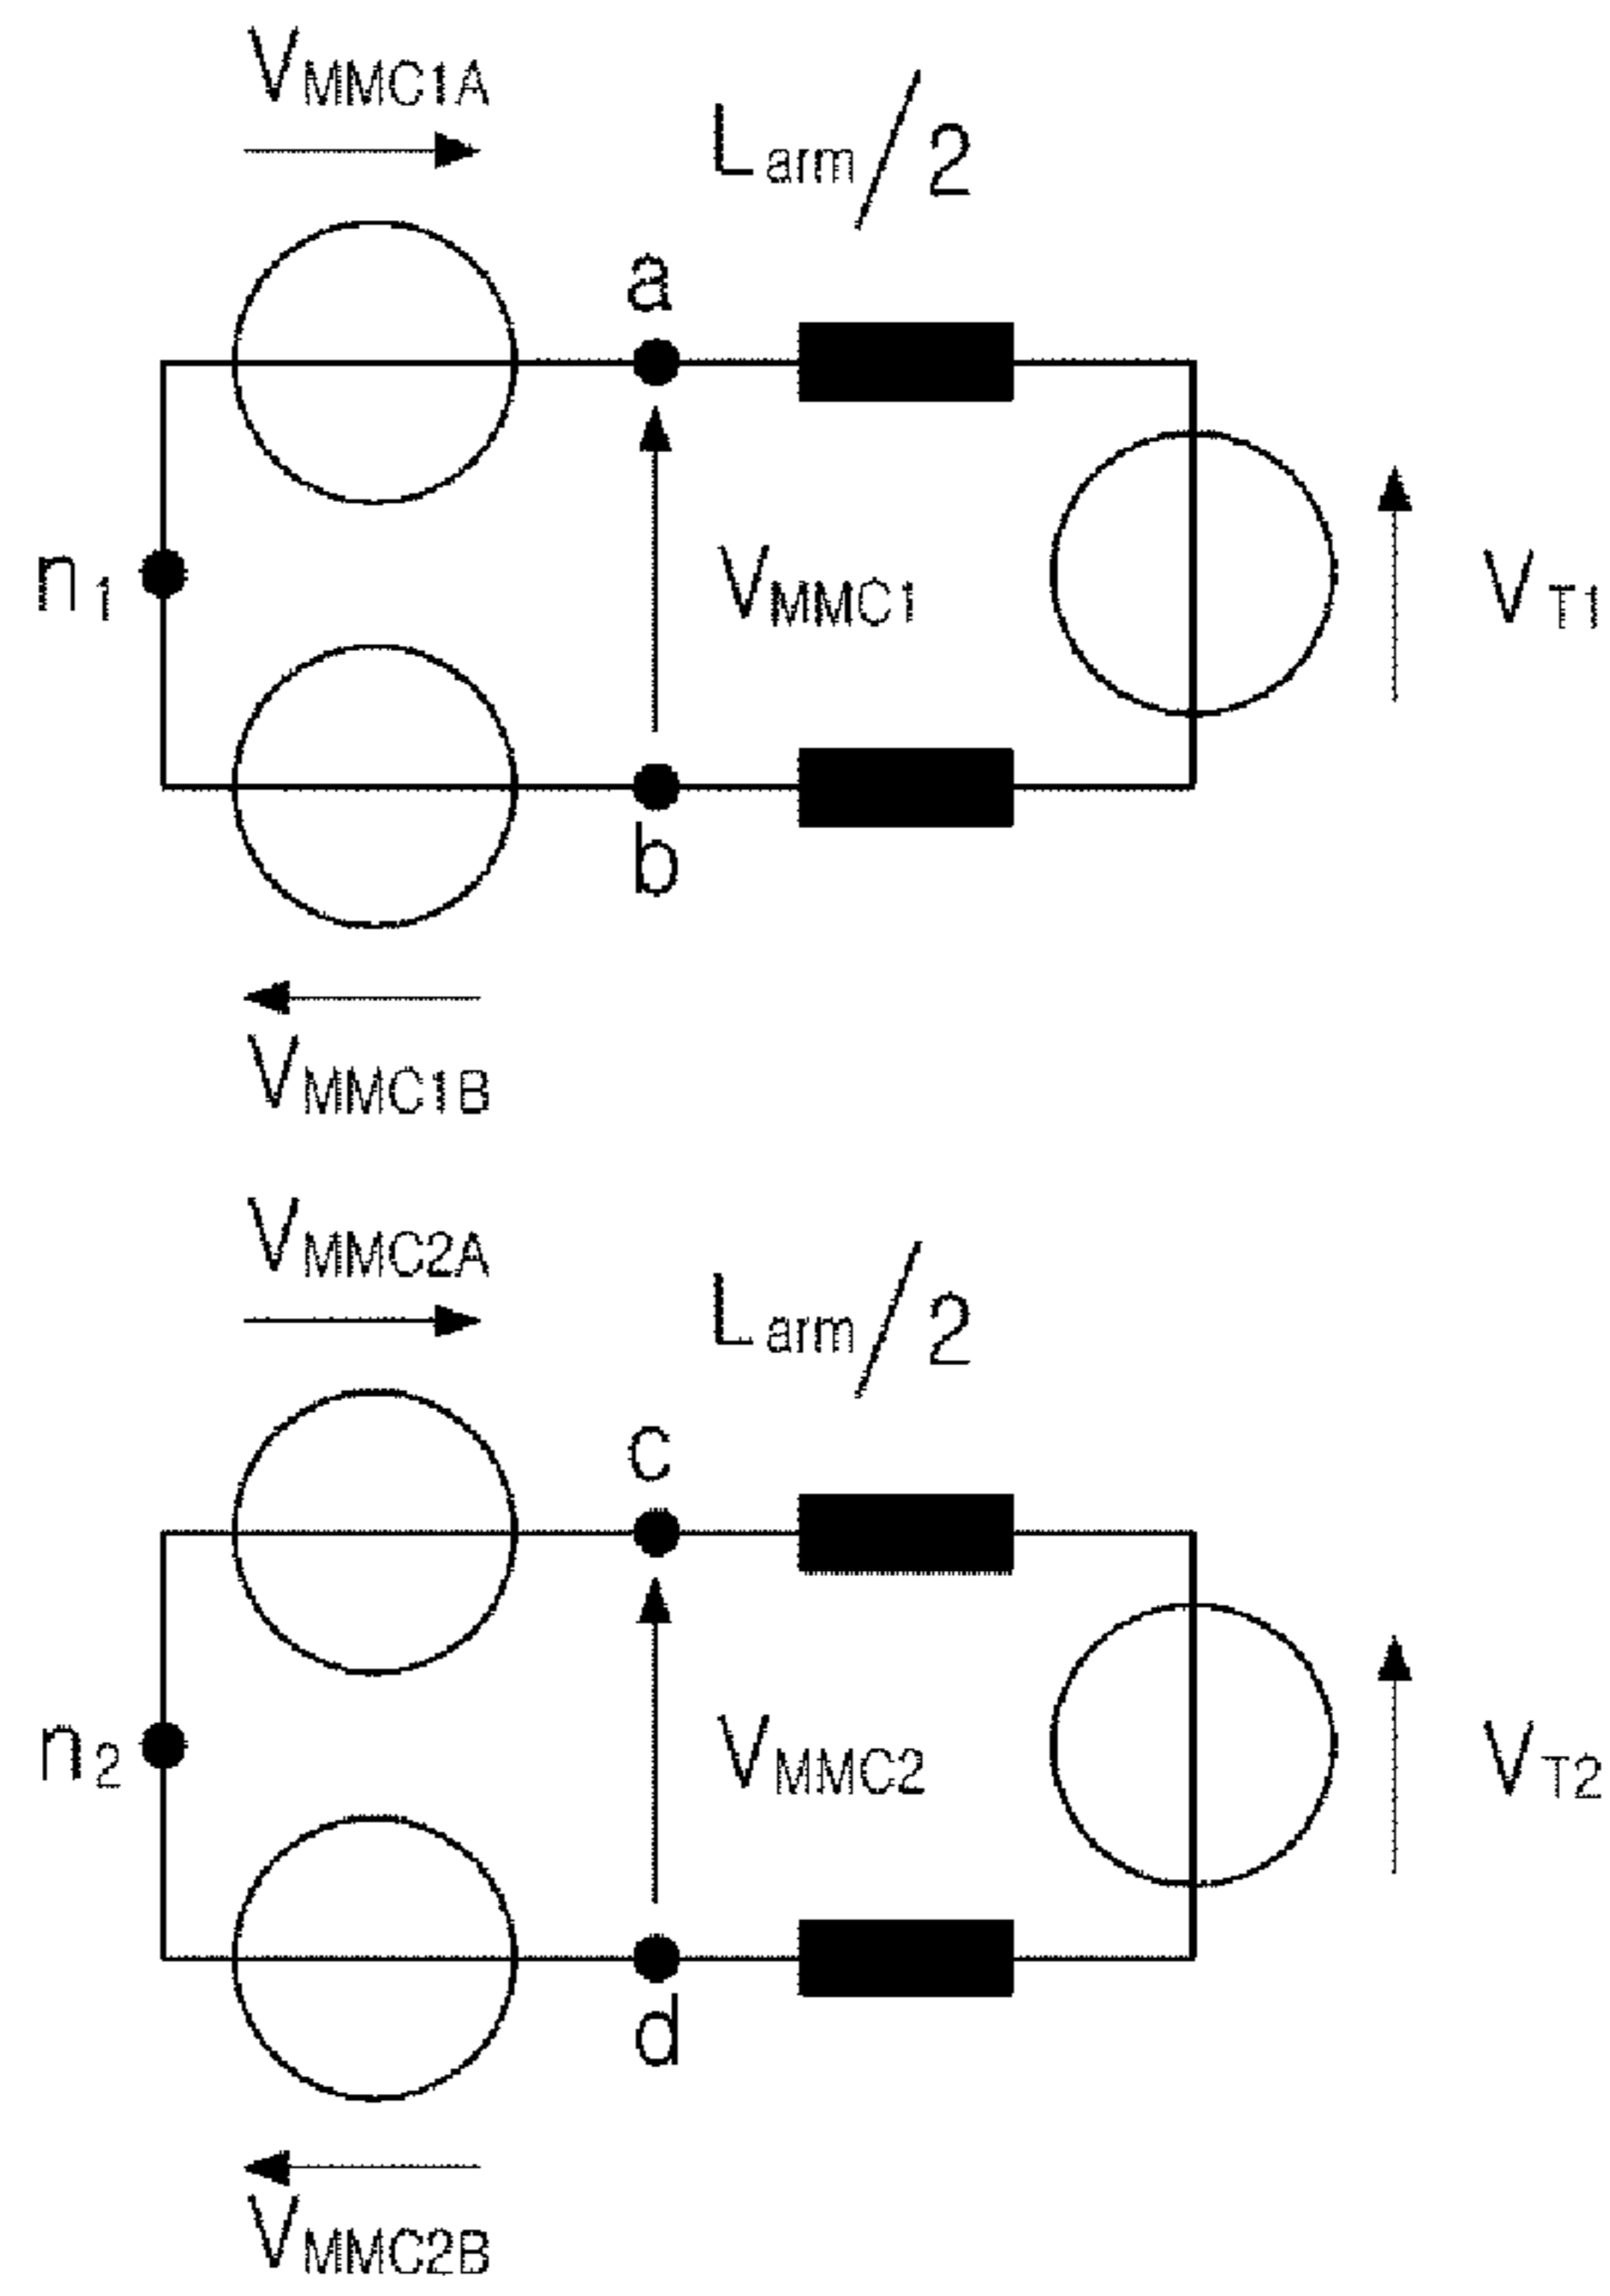 VMMC1A
Larm/2
a
n1
VMMC1
VT1
b
VMMC1B
VMMC2A
Larm/2
c
n2
VMMC2
VT2
d
VMMC2B